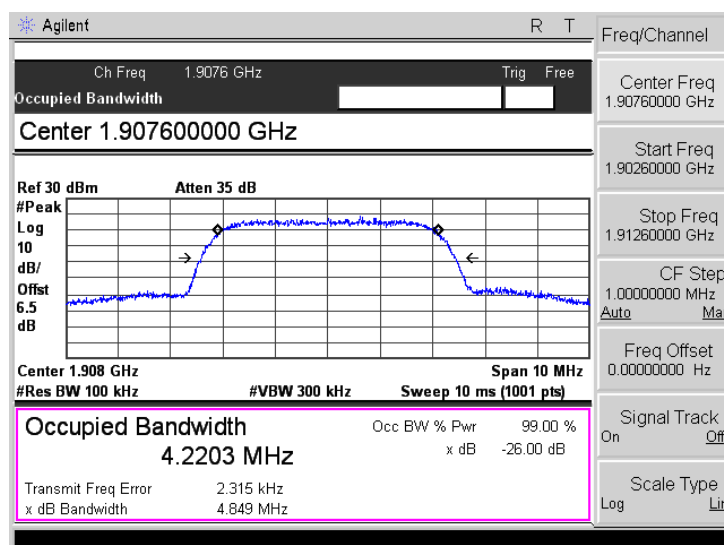 Agilent R T
Ch Freq 1.9076 GHz Trig Free
Occupied Bandwidth
Center 1.907600000 GHz
Ref 30 dBm Atten 35 dB
#Peak
Log
10
dB/
Offst
6.5
dB
Center 1.908 GHz Span 10 MHz
#Res BW 100 kHz #VBW 300 kHz Sweep 10 ms (1001 pts)
Occupied Bandwidth
4.2203 MHz
Occ BW % Pwr 99.00 %
x dB -26.00 dB
Transmit Freq Error 2.315 kHz
x dB Bandwidth 4.849 MHz
Freq/Channel
Center Freq
1.90760000 GHz
Start Freq
1.90260000 GHz
Stop Freq
1.91260000 GHz
CF Step
1.00000000 MHz
Auto Ma
Freq Offset
0.00000000 Hz
Signal Track
On Off
Scale Type
Log Lin